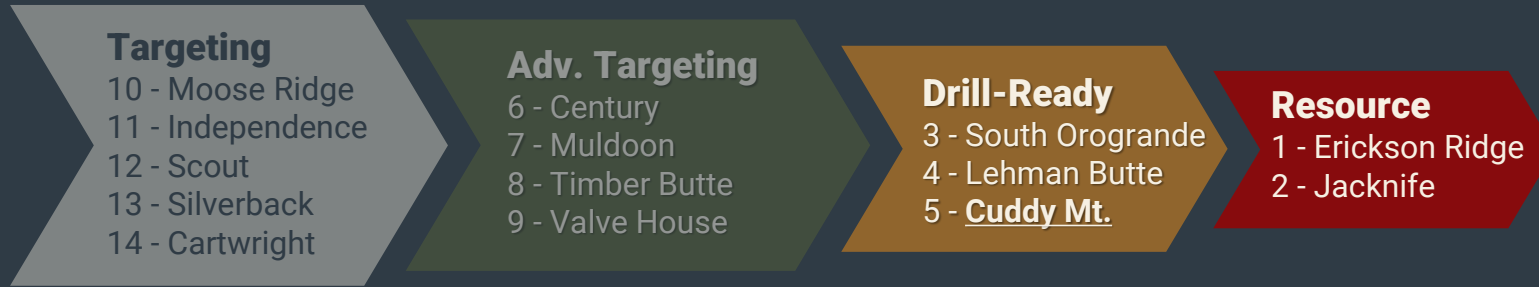 Targeting
10 - Moose Ridge
11 - Independence
12 - Scout
13 - Silverback
14 - Cartwright
Adv. Targeting
6 - Century
7 - Muldoon
8 - Timber Butte
9 - Valve House
Drill-Ready
3 - South Orogrande
4 - Lehman Butte
5 - Cuddy Mt.
Resource
1 - Erickson Ridge
2 - Jacknife